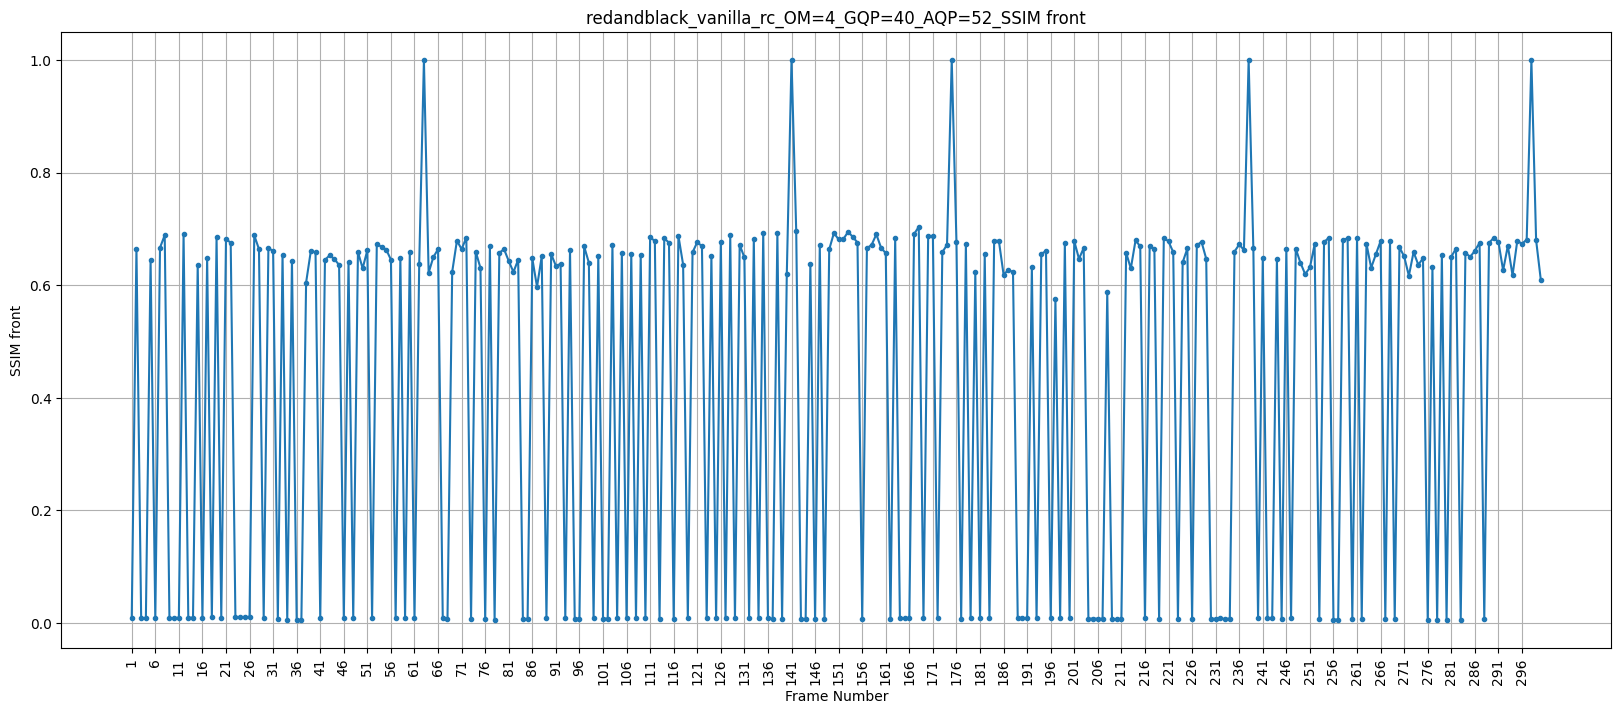 redandblack_vanilla_rc_OM=4_GQP=40_AQP=52_SSIM front
1.0
0.8
0.6
0.4
0.2
0.0
SSIM front
1 6 11 16 21 26 31 36 41 46 51 56 61 66 71 76 81 86 91 96 101 106 111 116 121 126 131 136 141 146 151 156 161 166 171 176 181 186 191 196 201 206 211 216 221 226 231 236 241 246 251 256 261 266 271 276 281 286 291 296
Frame Number